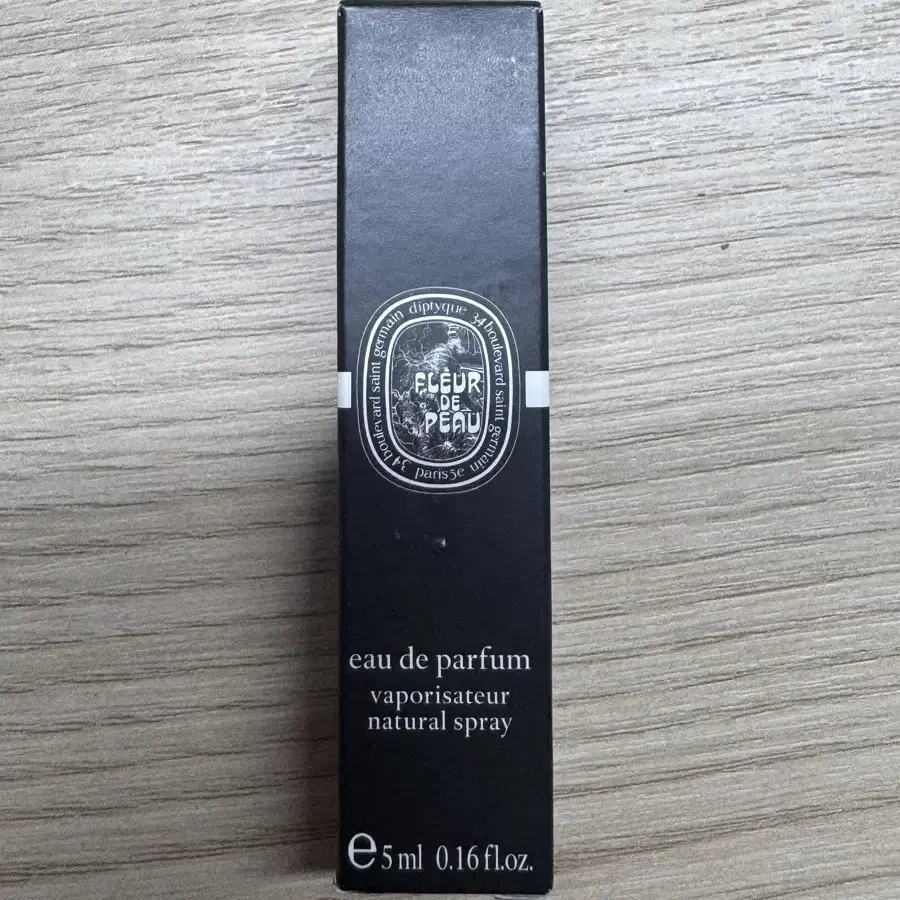 diptyque 34 boulevard saint germain paris 5e 34 boulevard saint germain
FLEUR
DE
PEAU
eau de parfum
vaporisateur
natural spray
e 5 ml 0.16 fl.oz.